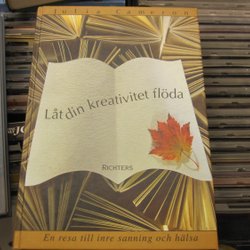 Julia Cameron
Låt din kreativitet flöda
RICHTERS
En resa till inre sanning och hälsa